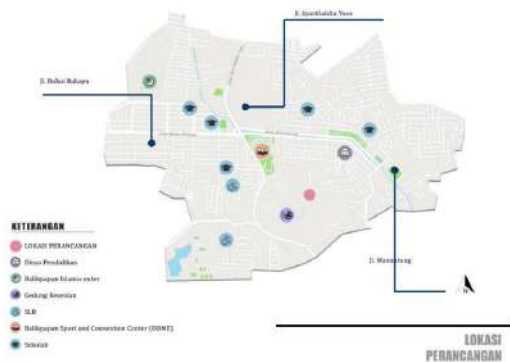 Jl. Syarifuddin Yoes
Jl. Ruhui Rahayu
Jl. Manuntung
KETERANGAN
LOKASI PERANCANGAN
Dinas Pendidikan
Balikpapan Islamic enter
Gedung Kesenian
SLB
Balikpapan Sport and Convention Center (DOME)
Sekolah
N
LOKASI
PERANCANGAN